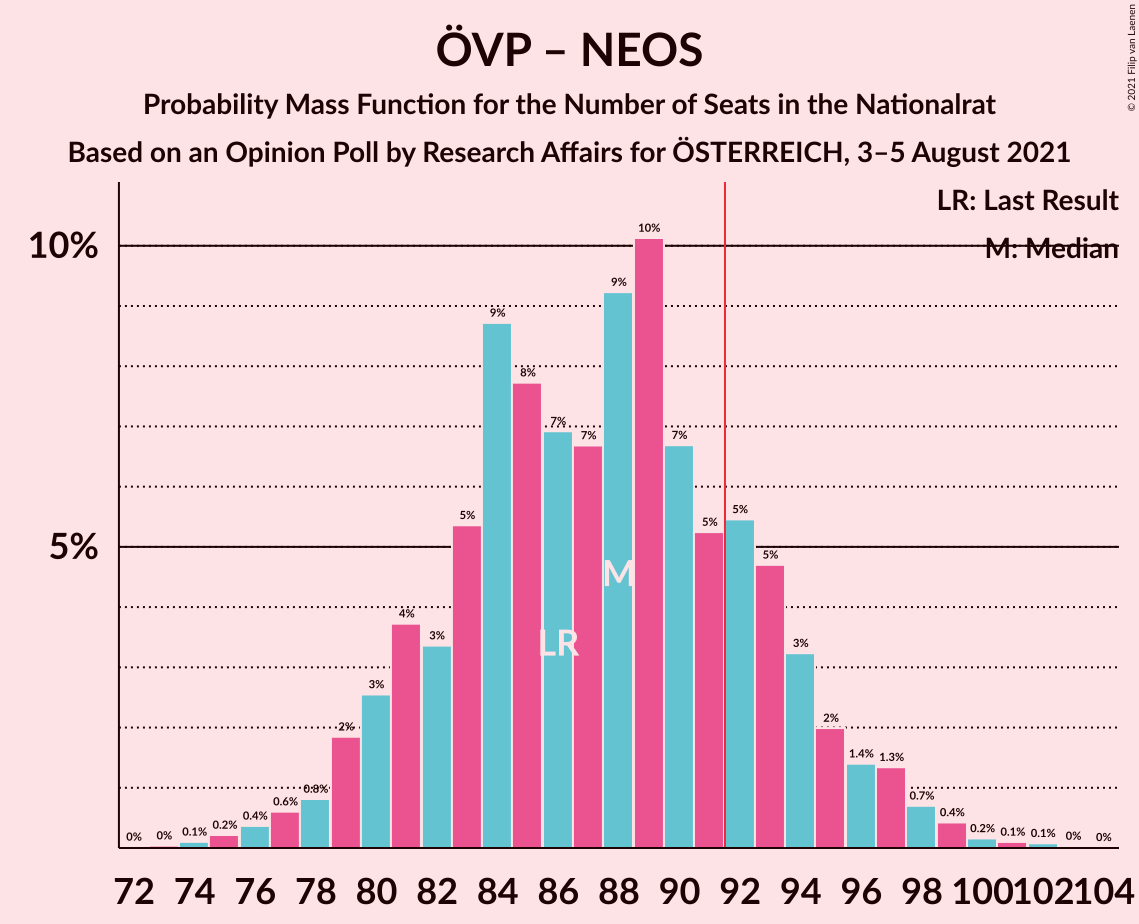 ÖVP – NEOS
Probability Mass Function for the Number of Seats in the Nationalrat
Based on an Opinion Poll by Research Affairs for ÖSTERREICH, 3–5 August 2021
© 2021 Filip van Laenen
LR: Last Result
M: Median
10%
5%
0% 0% 0.1% 0.2% 0.4% 0.6% 0.8% 2% 3% 4% 3% 5% 9% 8% 7% 7% 9% 10% 7% 5% 5% 5% 3% 2% 1.4% 1.3% 0.7% 0.4% 0.2% 0.1% 0.1% 0% 0%
M
LR
72 74 76 78 80 82 84 86 88 90 92 94 96 98 100 102 104